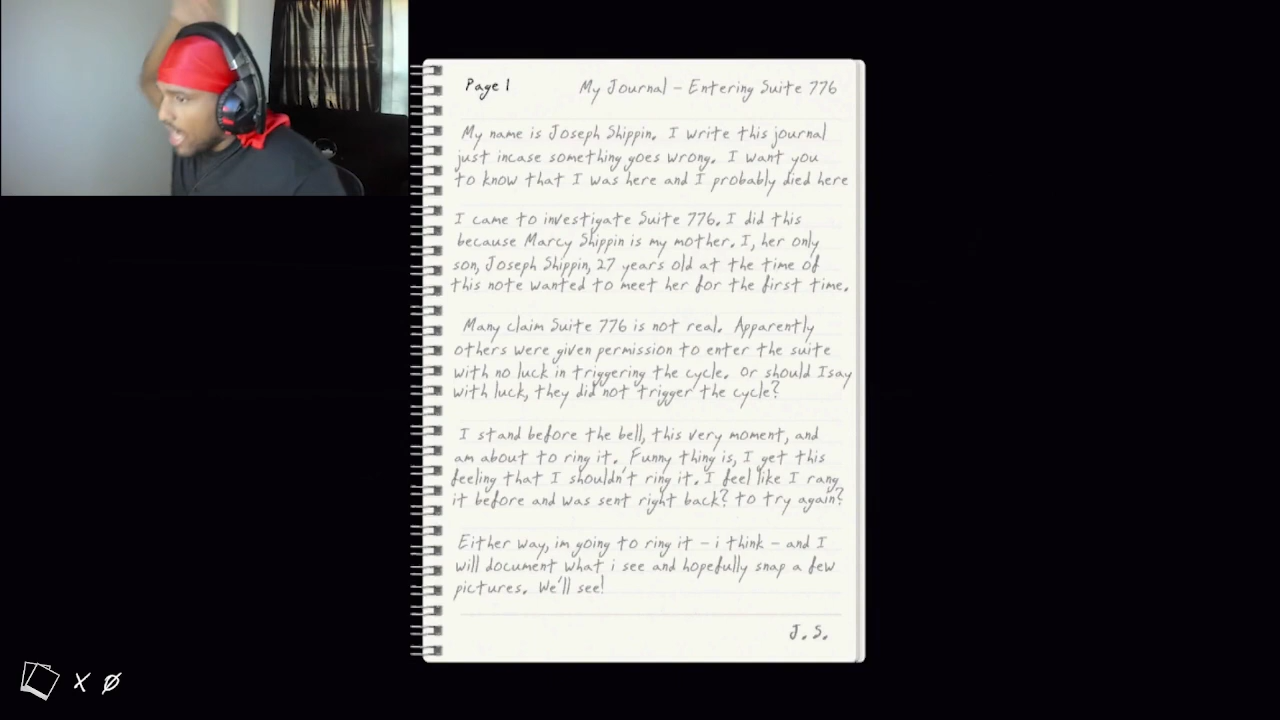 Page 1
My Journal - Entering Suite 776
My name is Joseph Shippin. I write this journal
just incase something goes wrong. I want you
to know that I was here and I probably died here
I came to investigate Suite 776. I did this
because Marcy Shippin is my mother. I, her only
son, Joseph Shippin, 27 years old at the time of
this note wanted to meet her for the first time.
Many claim Suite 776 is not real. Apparently
others were given permission to enter the suite
with no luck in triggering the cycle. Or should I say
with luck, they did not trigger the cycle?
I stand before the bell, this very moment, and
am about to ring it. Funny thing is, I get this
feeling that I shouldn't ring it. I feel like I rang
it before and was sent right back? to try again?
Either way, im going to ring it - i think - and I
will document what i see and hopefully snap a few
pictures. We'll see!
J.S.
X 0